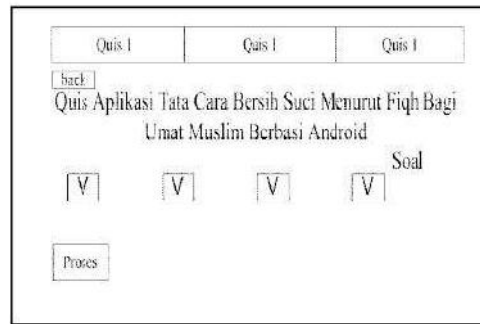 Quis 1 Quis 1 Quis 1
back
Quis Aplikasi Tata Cara Bersih Suci Menurut Fiqh Bagi
Umat Muslim Berbasi Android
Soal
V V V V
Proses